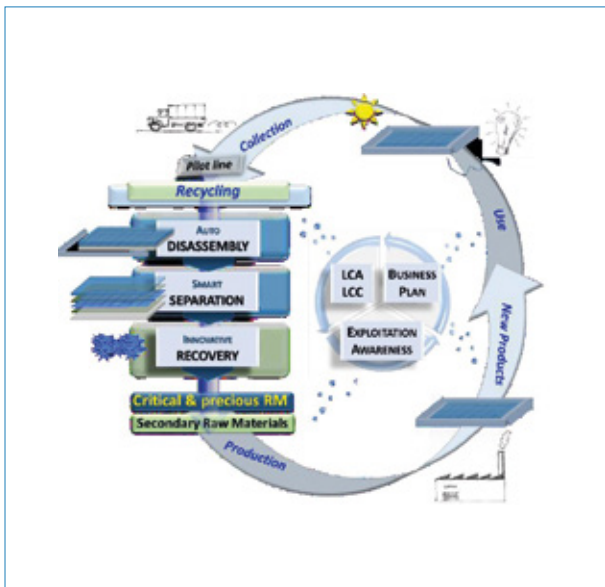 Collection
Pilot line
Recycling
AUTO
DISASSEMBLY
SMART
SEPARATION
INNOVATIVE
RECOVERY
Critical & precious RM
Secondary Raw Materials
Production
LCA
LCC
BUSINESS
PLAN
EXPLOITATION
AWARENESS
Use
New Products